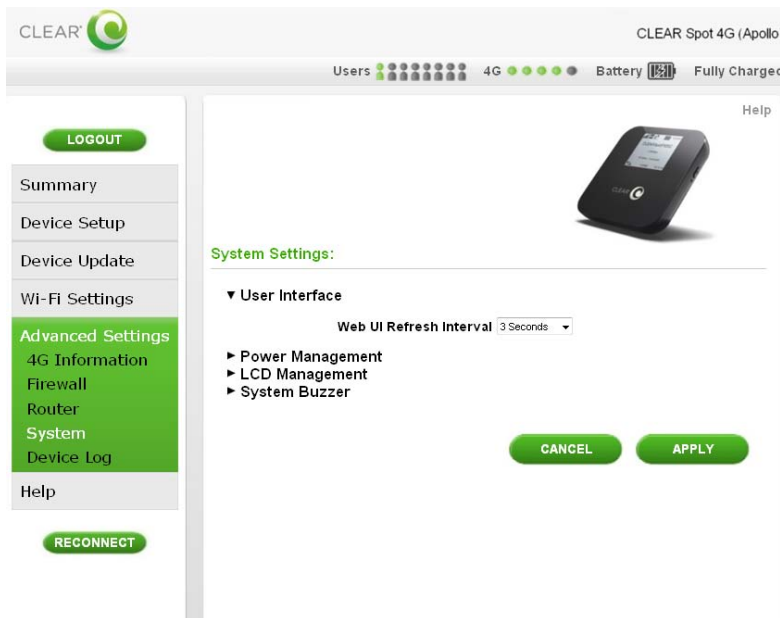 CLEAR
CLEAR Spot 4G (Apollo
Users 4G Battery Fully Charged
Help
LOGOUT
Summary
Device Setup
Device Update
Wi-Fi Settings
Advanced Settings
4G Information
Firewall
Router
System
Device Log
Help
RECONNECT
CLEAR
System Settings:
▼ User Interface
Web UI Refresh Interval 3 Seconds
► Power Management
► LCD Management
► System Buzzer
CANCEL APPLY